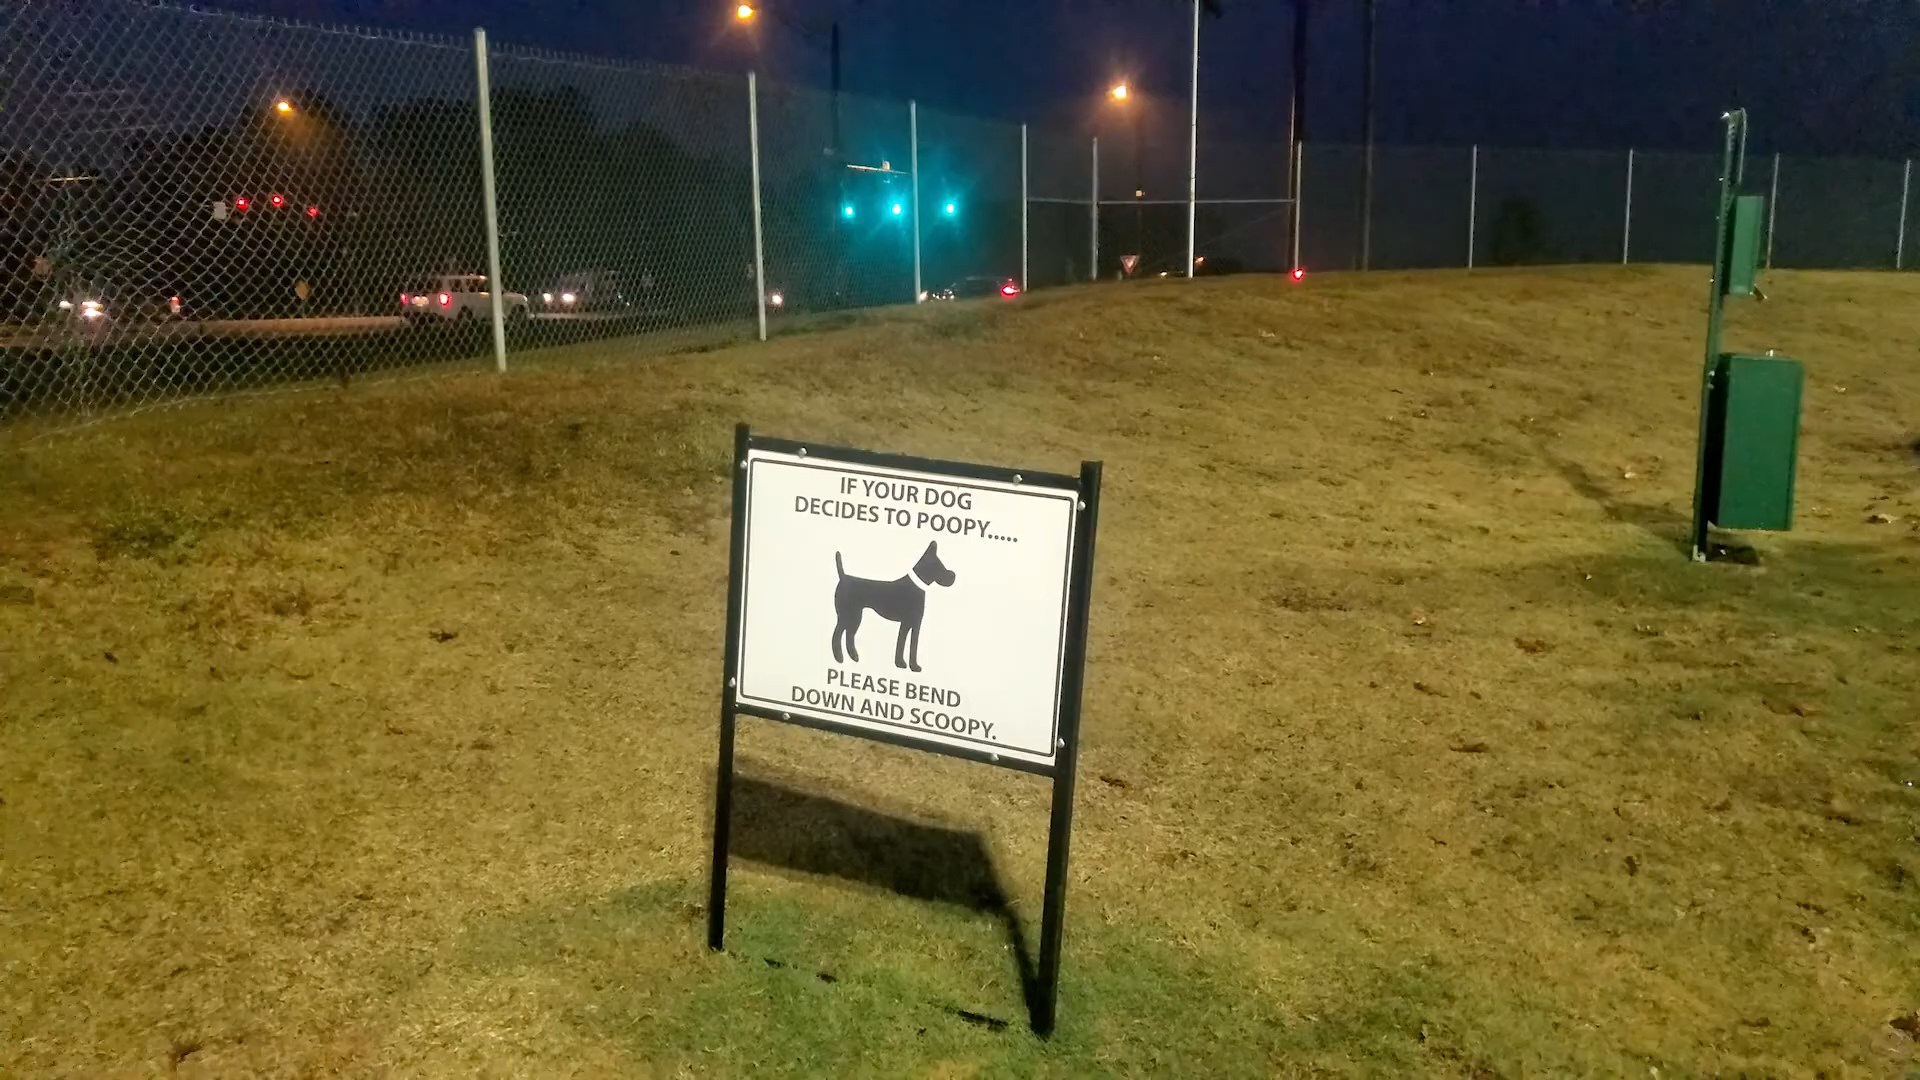 IF YOUR DOG
DECIDES TO POOPY.....
PLEASE BEND
DOWN AND SCOOPY.